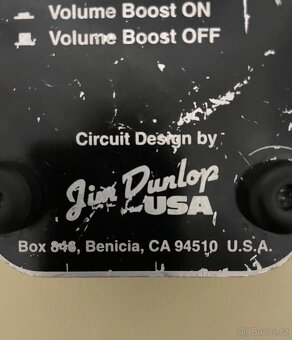 Volume Boost ON
Volume Boost OFF
Circuit Design by
Jim Dunlop
USA
Box 846, Benicia, CA 94510 U.S.A.